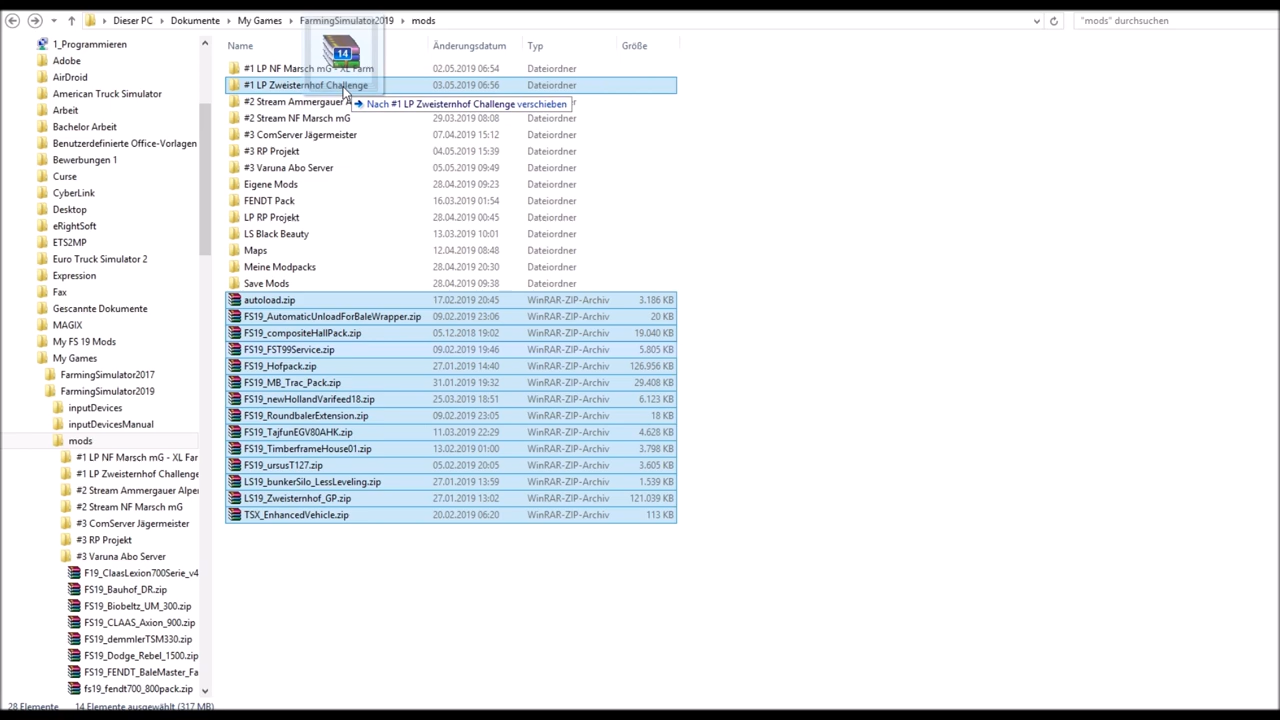 Dieser PC › Dokumente › My Games › FarmingSimulator2019 › mods
"mods" durchsuchen
1_Programmieren
Adobe
AirDroid
American Truck Simulator
Arbeit
Bachelor Arbeit
Benutzerdefinierte Office-Vorlagen
Bewerbungen 1
Curse
CyberLink
Desktop
eRightSoft
ETS2MP
Euro Truck Simulator 2
Expression
Fax
Gescannte Dokumente
MAGIX
My FS 19 Mods
My Games
FarmingSimulator2017
FarmingSimulator2019
inputDevices
inputDevicesManual
mods
#1 LP NF Marsch mG - XL Far
#1 LP Zweisternhof Challenge
#2 Stream Ammergauer Alpen
#2 Stream NF Marsch mG
#3 ComServer Jägermeister
#3 RP Projekt
#3 Varuna Abo Server
F19_ClaasLexion700Serie_v4
FS19_Bauhof_DR.zip
FS19_Biobeltz_UM_300.zip
FS19_CLAAS_Axion_900.zip
FS19_demmlerTSM330.zip
FS19_Dodge_Rebel_1500.zip
FS19_FENDT_BaleMaster_Fa
fs19_fendt700_800pack.zip
Name Änderungsdatum Typ Größe
14
#1 LP NF Marsch mG - XL Farm 02.05.2019 06:54 Dateiordner
#1 LP Zweisternhof Challenge 03.05.2019 06:56 Dateiordner
#2 Stream Ammergauer A
Nach #1 LP Zweisternhof Challenge verschieben
#2 Stream NF Marsch mG 29.03.2019 08:08 Dateiordner
#3 ComServer Jägermeister 07.04.2019 15:12 Dateiordner
#3 RP Projekt 04.05.2019 15:39 Dateiordner
#3 Varuna Abo Server 05.05.2019 09:49 Dateiordner
Eigene Mods 28.04.2019 09:23 Dateiordner
FENDT Pack 16.03.2019 01:54 Dateiordner
LP RP Projekt 28.04.2019 00:45 Dateiordner
LS Black Beauty 13.03.2019 10:01 Dateiordner
Maps 12.04.2019 08:48 Dateiordner
Meine Modpacks 28.04.2019 20:30 Dateiordner
Save Mods 28.04.2019 09:38 Dateiordner
autoload.zip 17.02.2019 20:45 WinRAR-ZIP-Archiv 3.186 KB
FS19_AutomaticUnloadForBaleWrapper.zip 09.02.2019 23:06 WinRAR-ZIP-Archiv 20 KB
FS19_compositeHallPack.zip 05.12.2018 19:02 WinRAR-ZIP-Archiv 19.040 KB
FS19_FST99Service.zip 09.02.2019 19:46 WinRAR-ZIP-Archiv 5.805 KB
FS19_Hofpack.zip 27.01.2019 14:40 WinRAR-ZIP-Archiv 126.956 KB
FS19_MB_Trac_Pack.zip 31.01.2019 19:32 WinRAR-ZIP-Archiv 29.408 KB
FS19_newHollandVarifeed18.zip 25.03.2019 18:51 WinRAR-ZIP-Archiv 6.123 KB
FS19_RoundbalerExtension.zip 09.02.2019 23:05 WinRAR-ZIP-Archiv 18 KB
FS19_TajfunEGV80AHK.zip 11.03.2019 22:29 WinRAR-ZIP-Archiv 4.628 KB
FS19_TimberframeHouse01.zip 13.02.2019 01:00 WinRAR-ZIP-Archiv 3.798 KB
FS19_ursusT127.zip 05.02.2019 20:05 WinRAR-ZIP-Archiv 3.605 KB
LS19_bunkerSilo_LessLeveling.zip 27.01.2019 13:59 WinRAR-ZIP-Archiv 1.539 KB
LS19_Zweisternhof_GP.zip 27.01.2019 13:02 WinRAR-ZIP-Archiv 121.039 KB
TSX_EnhancedVehicle.zip 20.02.2019 06:20 WinRAR-ZIP-Archiv 113 KB
28 Elemente 14 Elemente ausgewählt (317 MB)